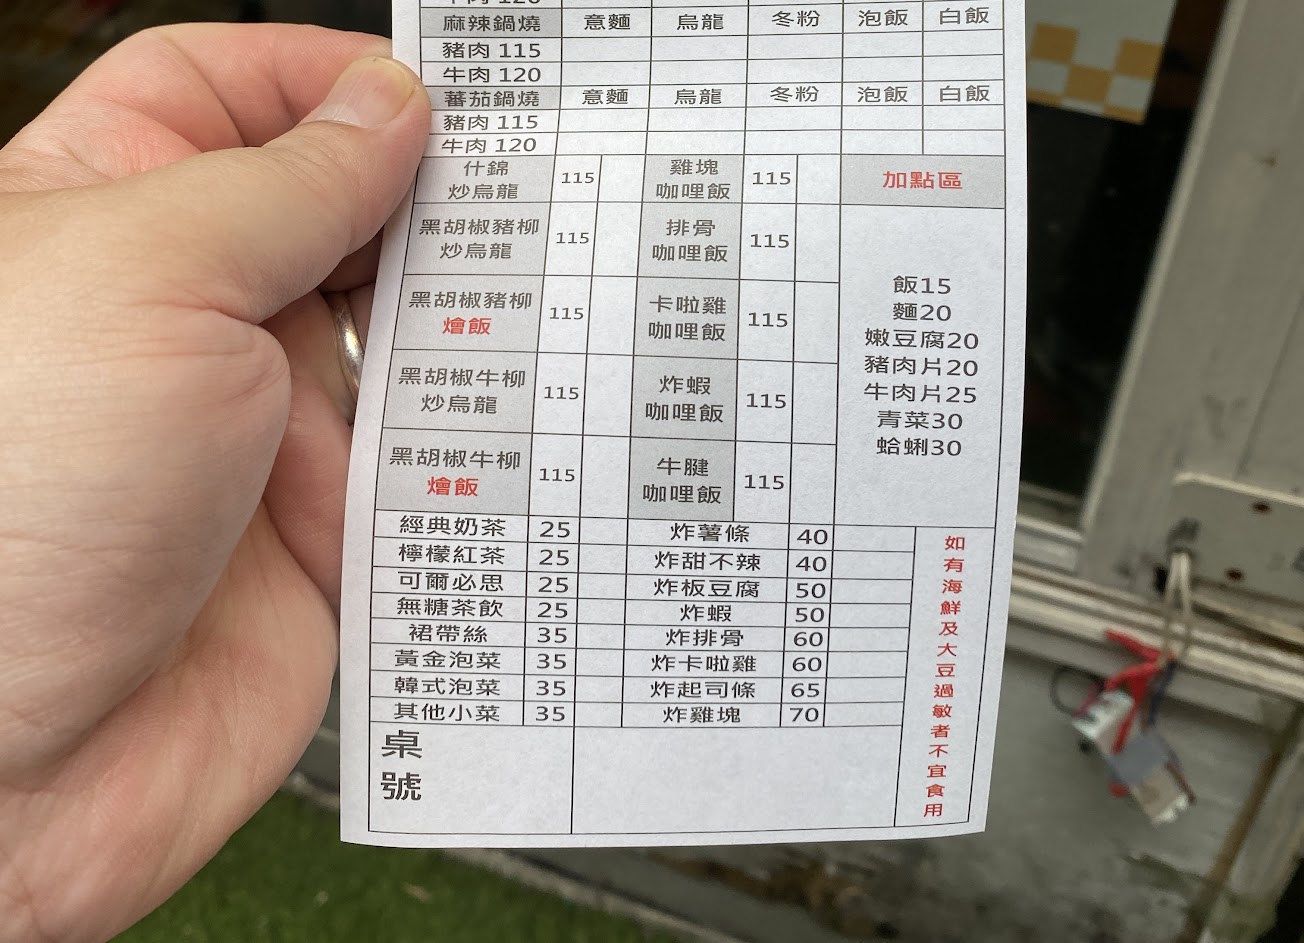 牛肉 120
麻辣鍋燒 意麵 烏龍 冬粉 泡飯 白飯
豬肉 115
牛肉 120
蕃茄鍋燒 意麵 烏龍 冬粉 泡飯 白飯
豬肉 115
牛肉 120
什錦
炒烏龍
115
雞塊
咖哩飯
115
加點區
黑胡椒豬柳
炒烏龍
115
排骨
咖哩飯
115
黑胡椒豬柳
燴飯
115
卡啦雞
咖哩飯
115
黑胡椒牛柳
炒烏龍
115
炸蝦
咖哩飯
115
黑胡椒牛柳
燴飯
115
牛腱
咖哩飯
115
飯15
麵20
嫩豆腐20
豬肉片20
牛肉片25
青菜30
蛤蜊30
經典奶茶 25 炸薯條 40
檸檬紅茶 25 炸甜不辣 40
可爾必思 25 炸板豆腐 50
無糖茶飲 25 炸蝦 50
裙帶絲 35 炸排骨 60
黃金泡菜 35 炸卡啦雞 60
韓式泡菜 35 炸起司條 65
其他小菜 35 炸雞塊 70
如有海鮮及大豆過敏者不宜食用
桌
號